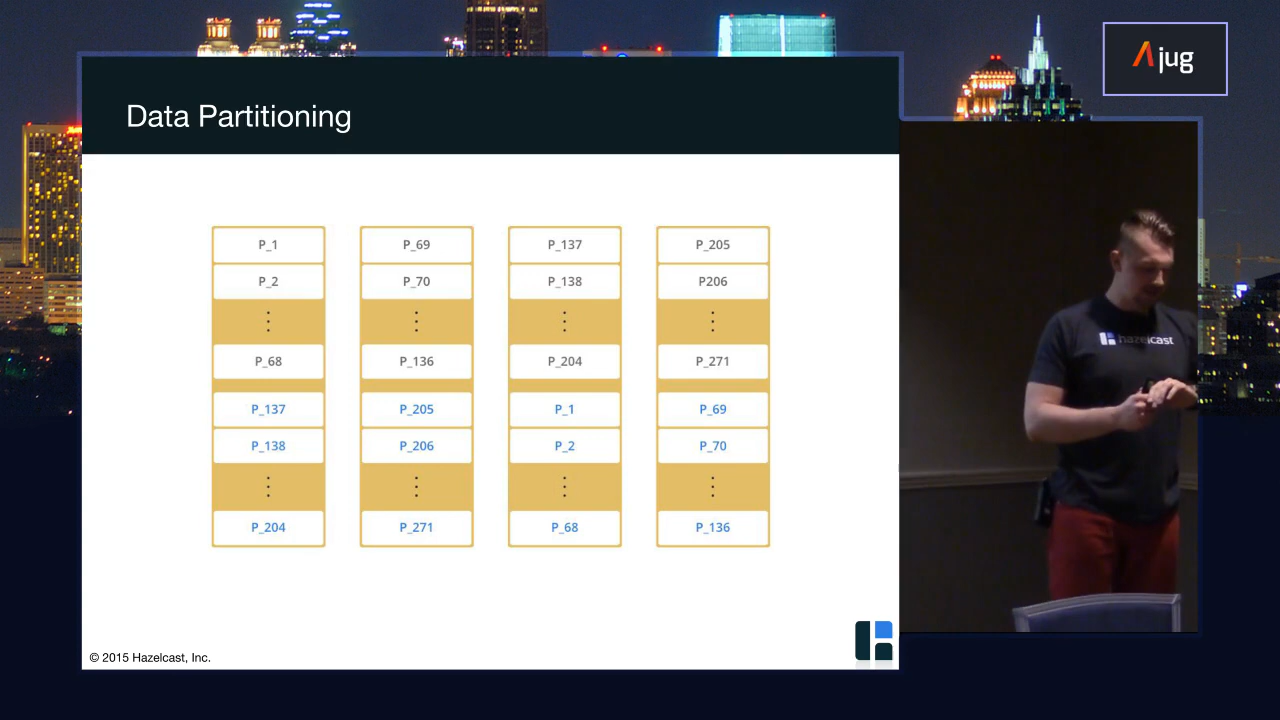 Ajug
Data Partitioning
P_1 P_69 P_137 P_205
P_2 P_70 P_138 P206
P_68 P_136 P_204 P_271
P_137 P_205 P_1 P_69
P_138 P_206 P_2 P_70
P_204 P_271 P_68 P_136
hazelcast
© 2015 Hazelcast, Inc.